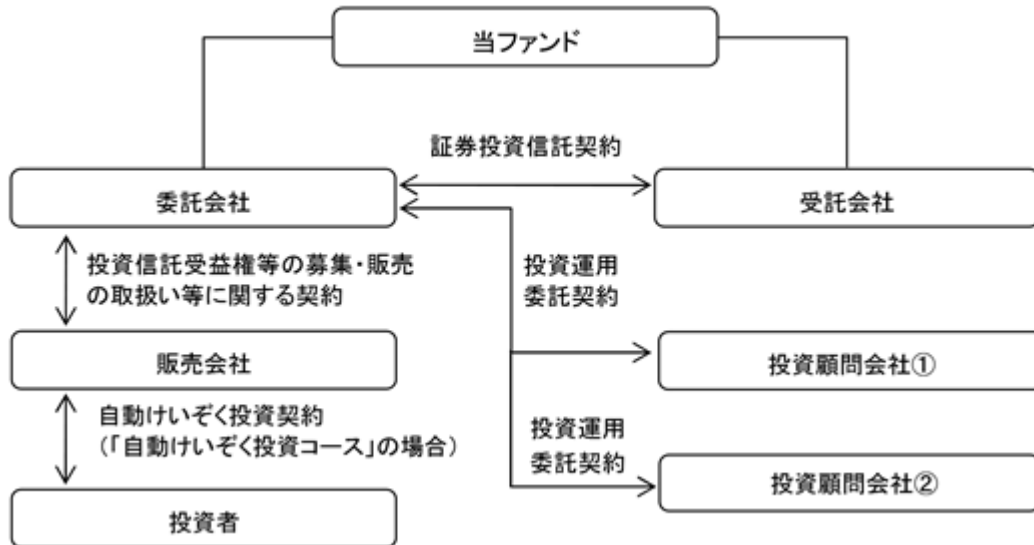 当ファンド
証券投資信託契約
委託会社
受託会社
投資信託受益権等の募集・販売
の取扱い等に関する契約
投資運用
委託契約
販売会社
投資顧問会社①
自動けいぞく投資契約
(「自動けいぞく投資コース」の場合)
投資運用
委託契約
投資顧問会社②
投資者